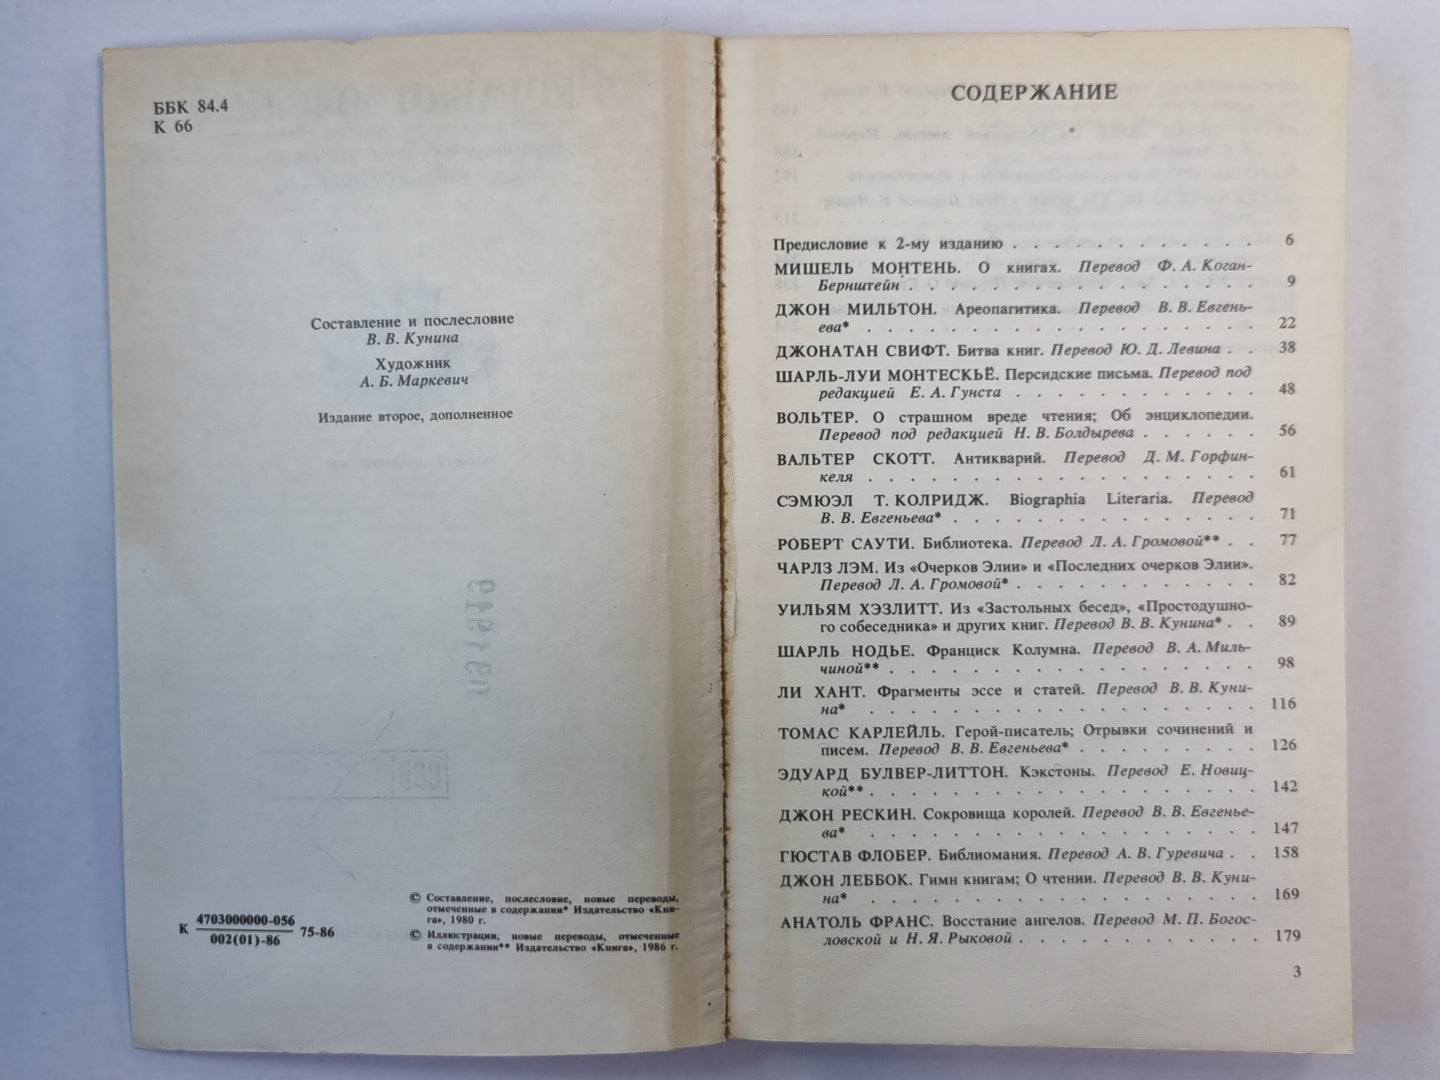 ББК 84.4
К 66
Составление и послесловие
В. В. Кунина
Художник
А. Б. Маркевич
Издание второе, дополненное
К 4703000000-056
002(01)-86
75-86
© Составление, послесловие, новые переводы,
отмеченные в содержании* Издательство «Кни-
га», 1980 г.
© Иллюстрации, новые переводы, отмеченные
в содержании** Издательство «Книга», 1986 г.
СОДЕРЖАНИЕ
Предисловие к 2-му изданию . . . . . . . . . . . . 6
МИШЕЛЬ МОНТЕНЬ. О книгах. Перевод Ф. А. Коган-
Бернштейн . . . . . . . . . . . . . . . . . 9
ДЖОН МИЛЬТОН. Ареопагитика. Перевод В. В. Евгень-
ева* . . . . . . . . . . . . . . . . . . . 22
ДЖОНАТАН СВИФТ. Битва книг. Перевод Ю. Д. Левина . . 38
ШАРЛЬ-ЛУИ МОНТЕСКЬЁ. Персидские письма. Перевод под
редакцией Е. А. Гунста . . . . . . . . . . . . 48
ВОЛЬТЕР. О страшном вреде чтения; Об энциклопедии.
Перевод под редакцией Н. В. Болдырева . . . . . . 56
ВАЛЬТЕР СКОТТ. Антикварий. Перевод Д. М. Горфин-
келя . . . . . . . . . . . . . . . . . . . 61
СЭМЮЭЛ Т. КОЛРИДЖ. Biographia Literaria. Перевод
В. В. Евгеньева* . . . . . . . . . . . . . . . 71
РОБЕРТ САУТИ. Библиотека. Перевод Л. А. Громовой** . . 77
ЧАРЛЗ ЛЭМ. Из «Очерков Элии» и «Последних очерков Элии».
Перевод Л. А. Громовой* . . . . . . . . . . . . 82
УИЛЬЯМ ХЭЗЛИТТ. Из «Застольных бесед», «Простодушно-
го собеседника» и других книг. Перевод В. В. Кунина* . . 89
ШАРЛЬ НОДЬЕ. Франциск Колумна. Перевод В. А. Миль-
чиной** . . . . . . . . . . . . . . . . . . 98
ЛИ ХАНТ. Фрагменты эссе и статей. Перевод В. В. Куни-
на* . . . . . . . . . . . . . . . . . . . 116
ТОМАС КАРЛЕЙЛЬ. Герой-писатель; Отрывки сочинений и
писем. Перевод В. В. Евгеньева* . . . . . . . . . 126
ЭДУАРД БУЛВЕР-ЛИТТОН. Кэкстоны. Перевод Е. Новиц-
кой** . . . . . . . . . . . . . . . . . . . 142
ДЖОН РЕСКИН. Сокровища королей. Перевод В. В. Евгенье-
ва* . . . . . . . . . . . . . . . . . . . 147
ГЮСТАВ ФЛОБЕР. Библиомания. Перевод А. В. Гуревича . . 158
ДЖОН ЛЕББОК. Гимн книгам; О чтении. Перевод В. В. Куни-
на* . . . . . . . . . . . . . . . . . . . 169
АНАТОЛЬ ФРАНС. Восстание ангелов. Перевод М. П. Богос-
ловской и Н. Я. Рыковой . . . . . . . . . . . . 179
3